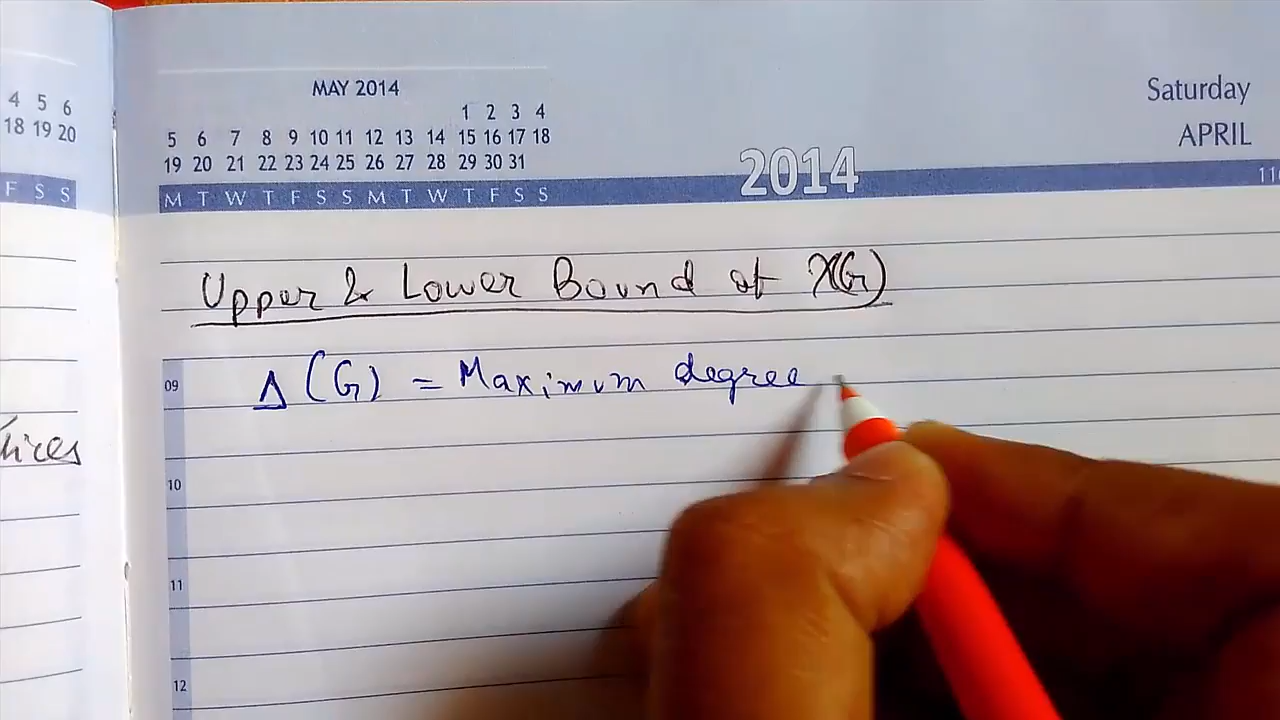 4 5 6
18 19 20
F S S
tices
MAY 2014
1 2 3 4
5 6 7 8 9 10 11 12 13 14 15 16 17 18
19 20 21 22 23 24 25 26 27 28 29 30 31
M T W T F S S M T W T F S S
2014
Saturday
APRIL
11
Upper & Lower Bound of X(G)
09 Δ(G) = Maximum degree
10
11
12